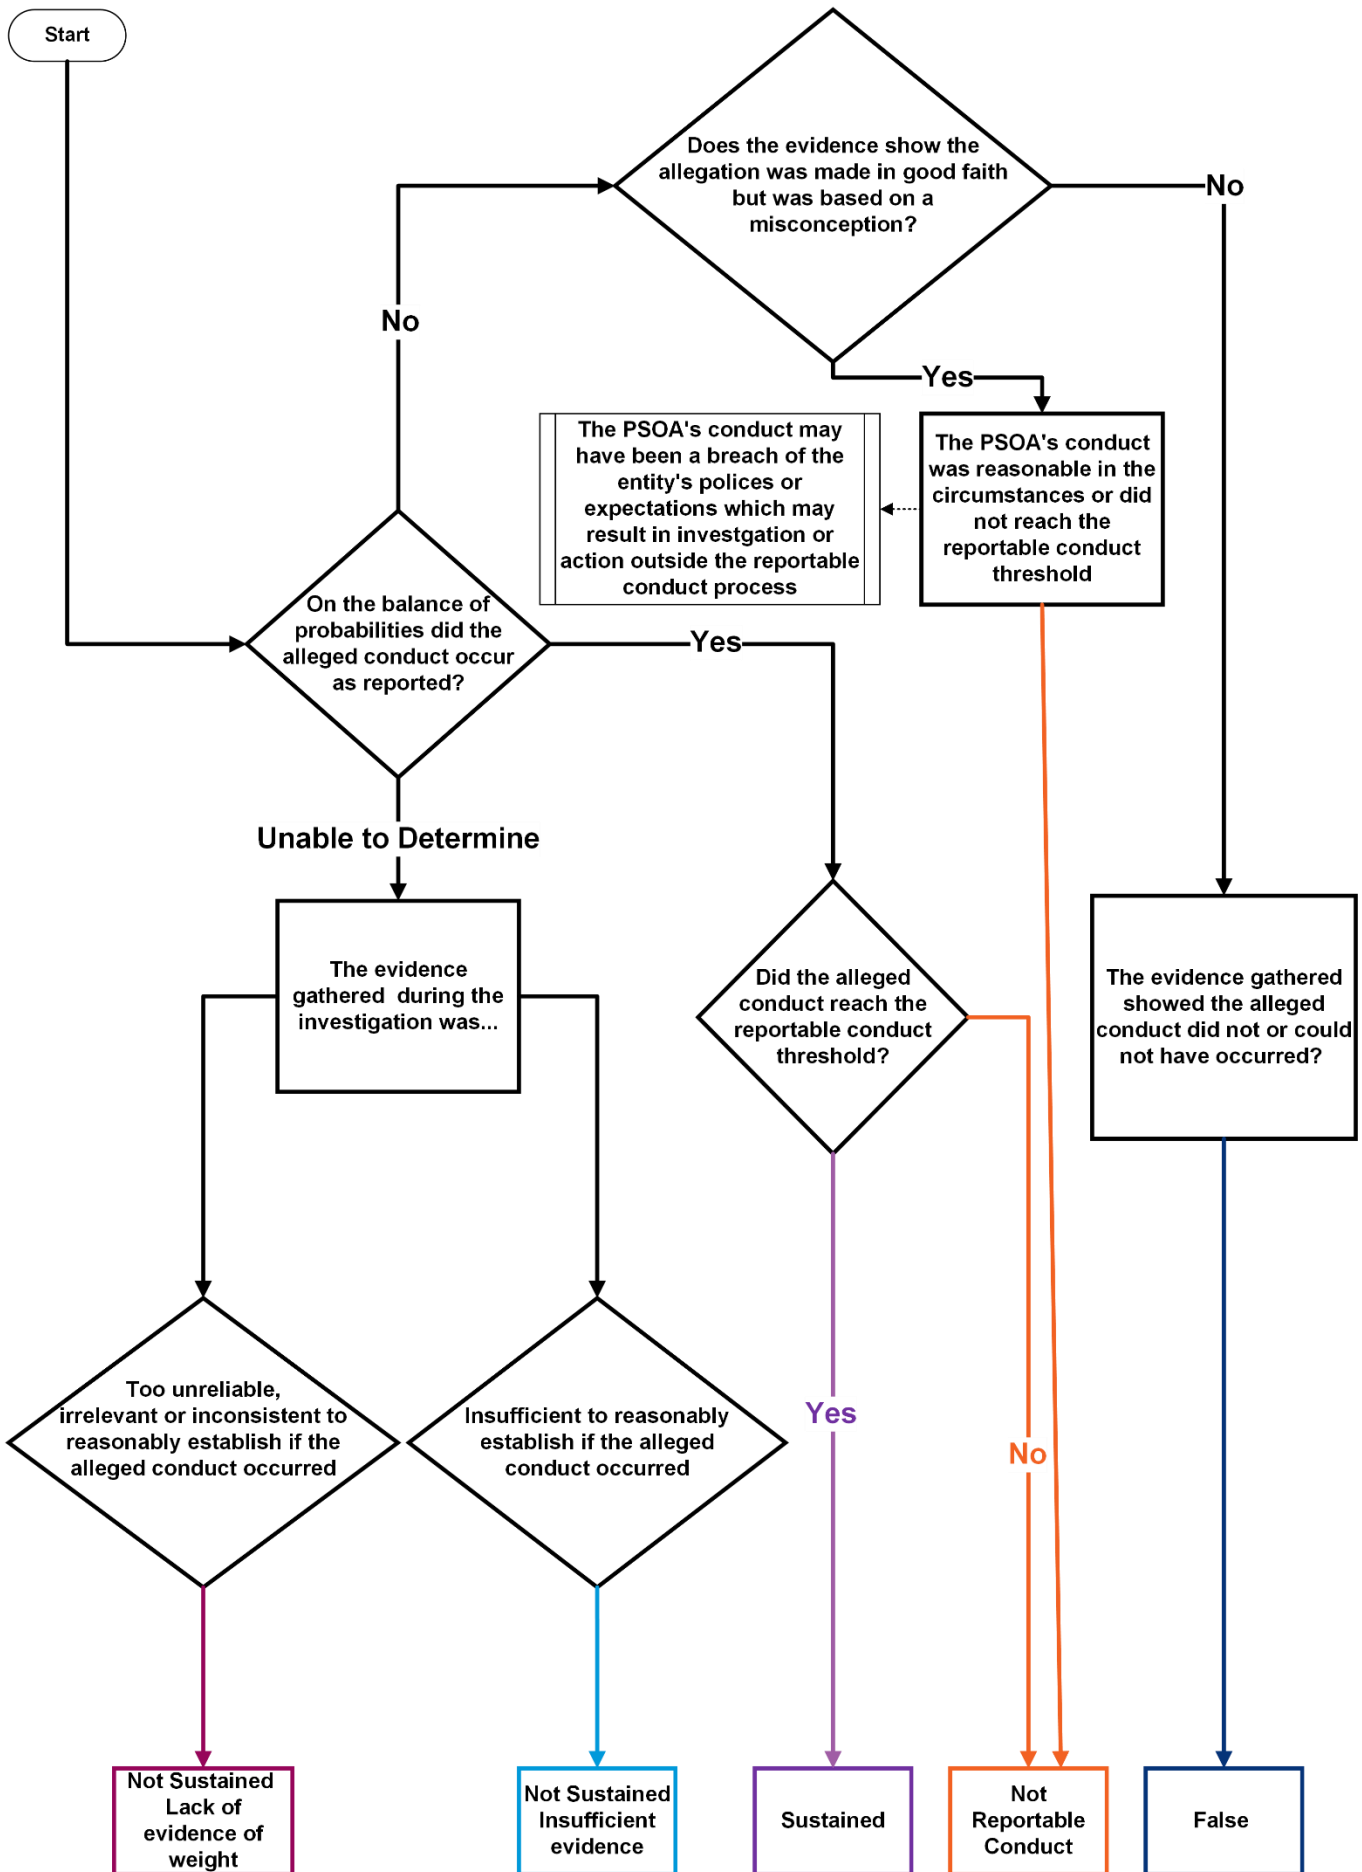 Start
Does the evidence show the
allegation was made in good faith
but was based on a
misconception?
No
No
Yes
The PSOA's conduct may
have been a breach of the
entity's polices or
expectations which may
result in investgation or
action outside the reportable
conduct process
The PSOA's conduct
was reasonable in the
circumstances or did
not reach the
reportable conduct
threshold
On the balance of
probabilities did the
alleged conduct occur
as reported?
Yes
Unable to Determine
The evidence
gathered during the
investigation was...
Did the alleged
conduct reach the
reportable conduct
threshold?
The evidence gathered
showed the alleged
conduct did not or could
not have occurred?
Too unreliable,
irrelevant or inconsistent to
reasonably establish if the
alleged conduct occurred
Insufficient to reasonably
establish if the alleged
conduct occurred
Yes
No
Not Sustained
Lack of
evidence of
weight
Not Sustained
Insufficient
evidence
Sustained
Not
Reportable
Conduct
False